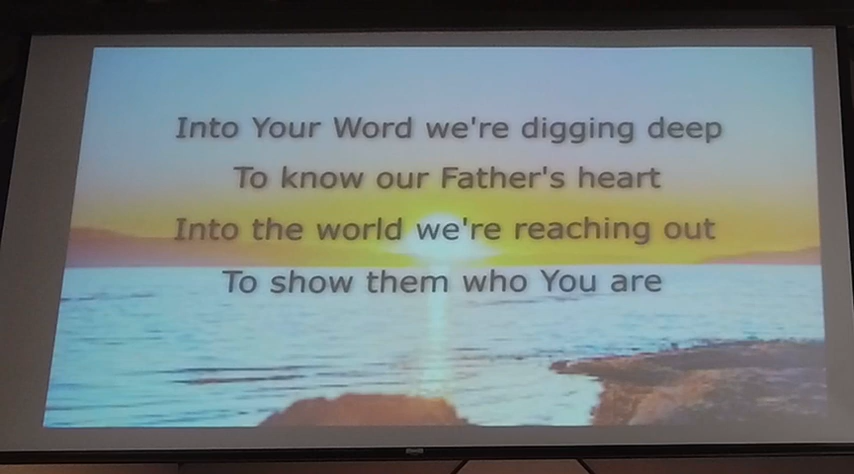 Into Your Word we're digging deep
To know our Father's heart
Into the world we're reaching out
To show them who You are